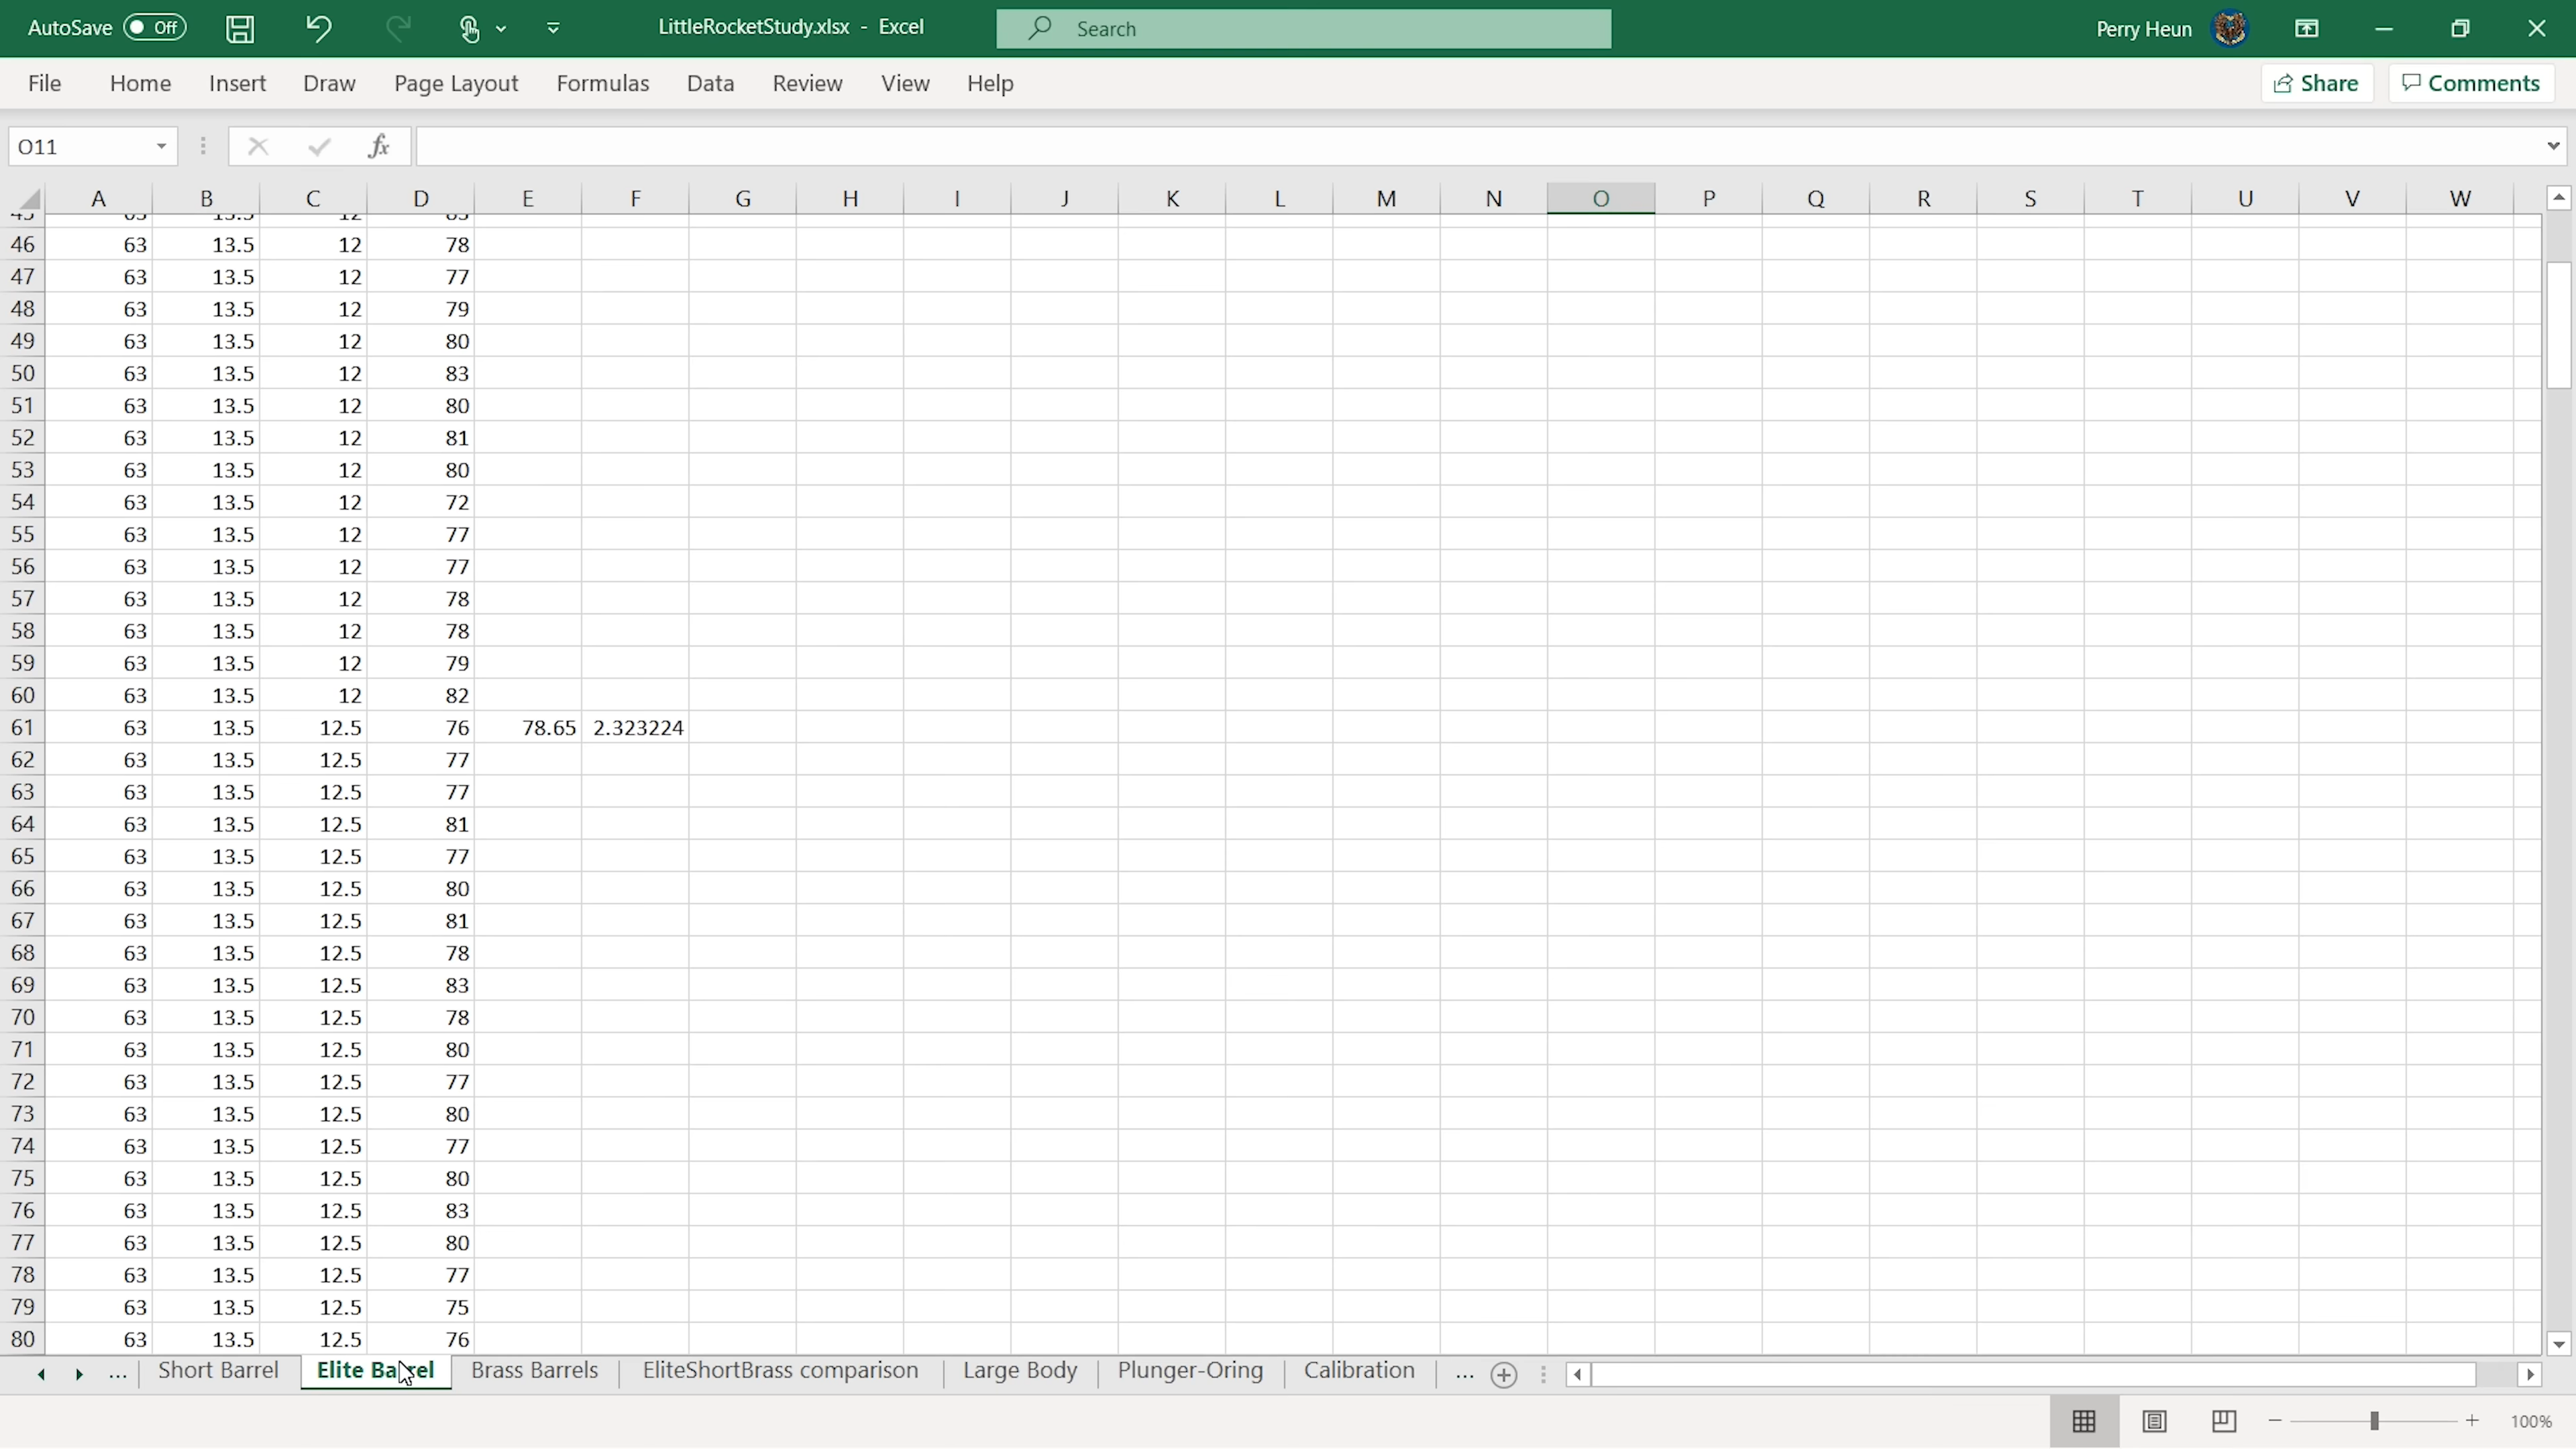 AutoSave Off LittleRocketStudy.xlsx - Excel Search Perry Heun
File Home Insert Draw Page Layout Formulas Data Review View Help Share Comments
O11 fx
A B C D E F G H I J K L M N O P Q R S T U V W
46 63 13.5 12 78
47 63 13.5 12 77
48 63 13.5 12 79
49 63 13.5 12 80
50 63 13.5 12 83
51 63 13.5 12 80
52 63 13.5 12 81
53 63 13.5 12 80
54 63 13.5 12 72
55 63 13.5 12 77
56 63 13.5 12 77
57 63 13.5 12 78
58 63 13.5 12 78
59 63 13.5 12 79
60 63 13.5 12 82
61 63 13.5 12.5 76 78.65 2.323224
62 63 13.5 12.5 77
63 63 13.5 12.5 77
64 63 13.5 12.5 81
65 63 13.5 12.5 77
66 63 13.5 12.5 80
67 63 13.5 12.5 81
68 63 13.5 12.5 78
69 63 13.5 12.5 83
70 63 13.5 12.5 78
71 63 13.5 12.5 80
72 63 13.5 12.5 77
73 63 13.5 12.5 80
74 63 13.5 12.5 77
75 63 13.5 12.5 80
76 63 13.5 12.5 83
77 63 13.5 12.5 80
78 63 13.5 12.5 77
79 63 13.5 12.5 75
80 63 13.5 12.5 76
... Short Barrel Elite Barrel Brass Barrels EliteShortBrass comparison Large Body Plunger-Oring Calibration ...
100%